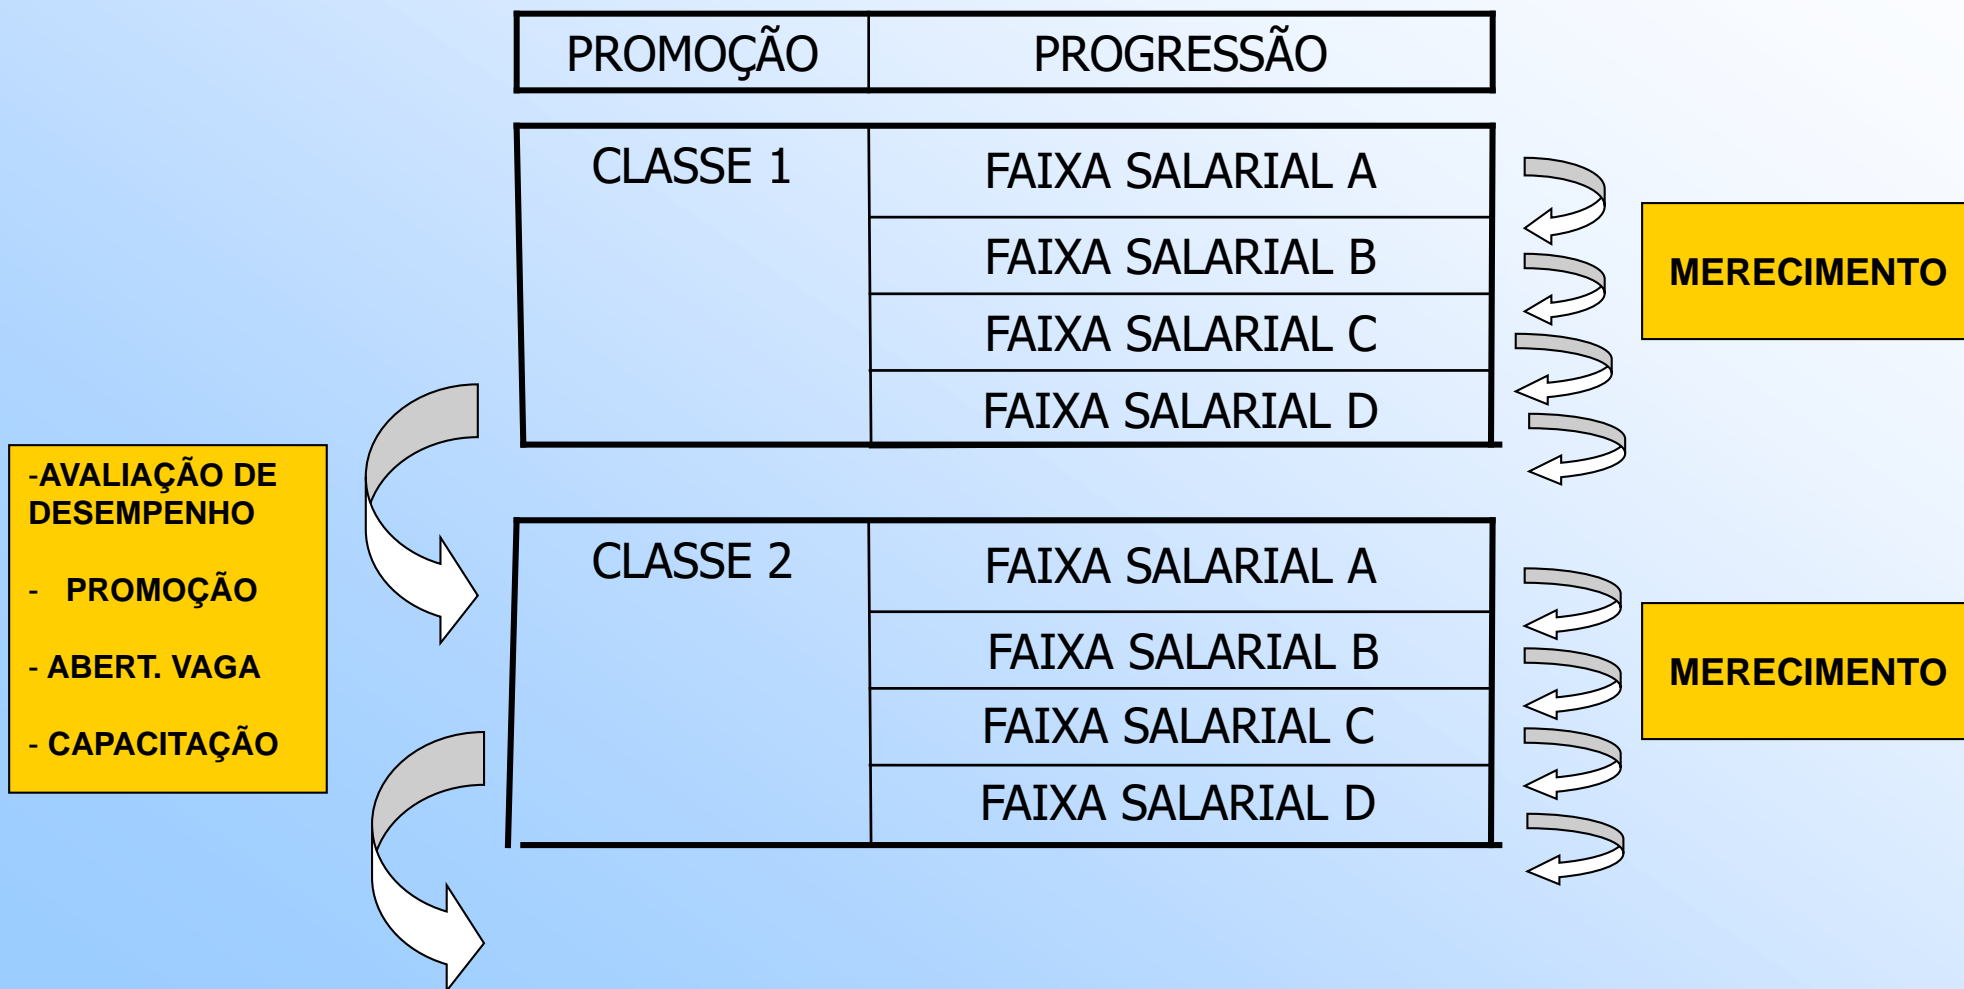 PROMOÇÃO PROGRESSÃO
CLASSE 1
FAIXA SALARIAL A
FAIXA SALARIAL B
FAIXA SALARIAL C
FAIXA SALARIAL D
MERECIMENTO
-AVALIAÇÃO DE
DESEMPENHO
- PROMOÇÃO
- ABERT. VAGA
- CAPACITAÇÃO
CLASSE 2
FAIXA SALARIAL A
FAIXA SALARIAL B
FAIXA SALARIAL C
FAIXA SALARIAL D
MERECIMENTO